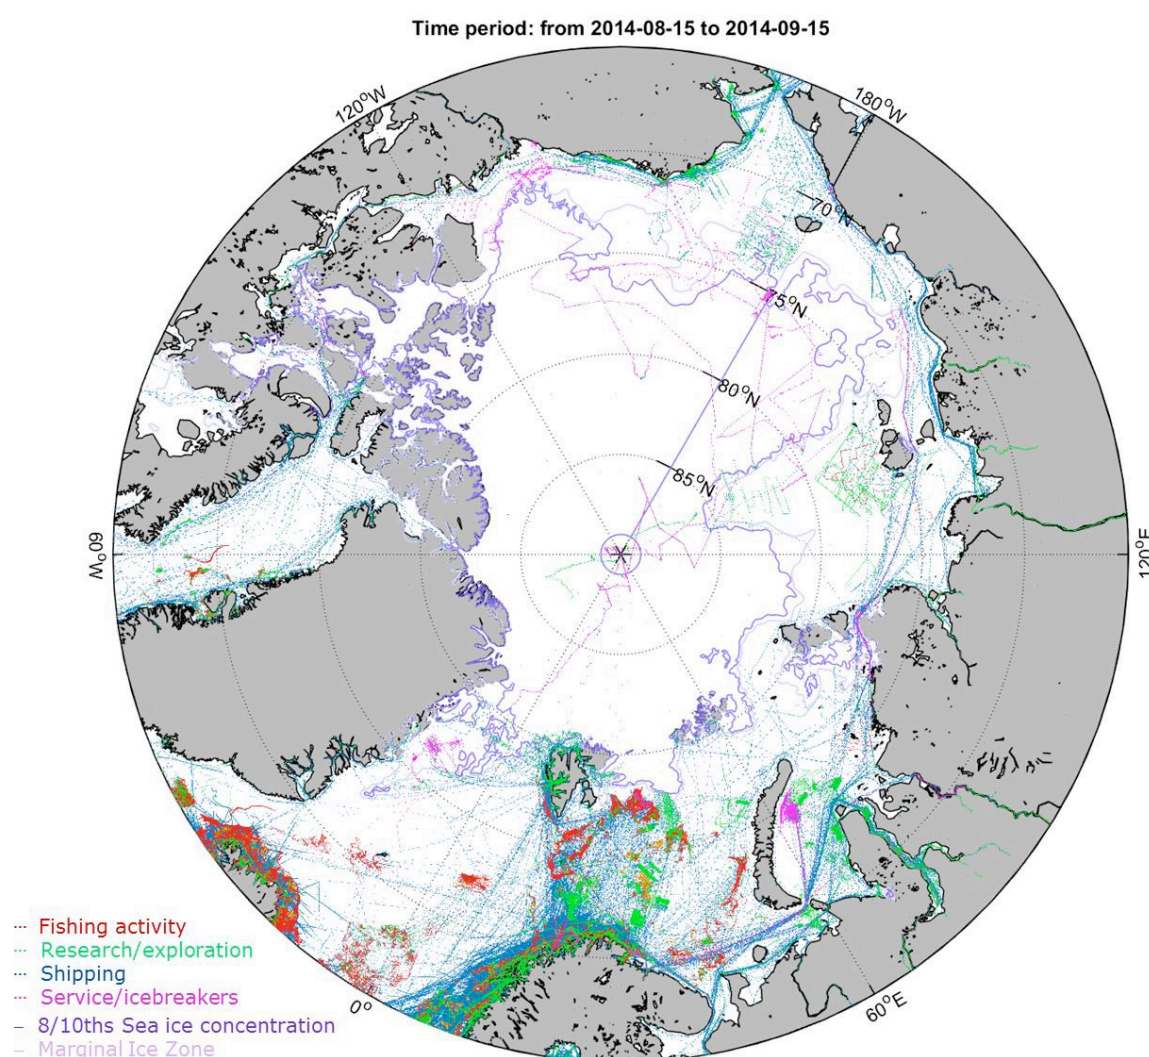 Time period: from 2014-08-15 to 2014-09-15
120°W
180°W
70°N
75°N
80°N
85°N
60°W
120°E
Fishing activity
Research/exploration
Shipping
Service/icebreakers
8/10ths Sea ice concentration
Marginal Ice Zone
0°
60°E